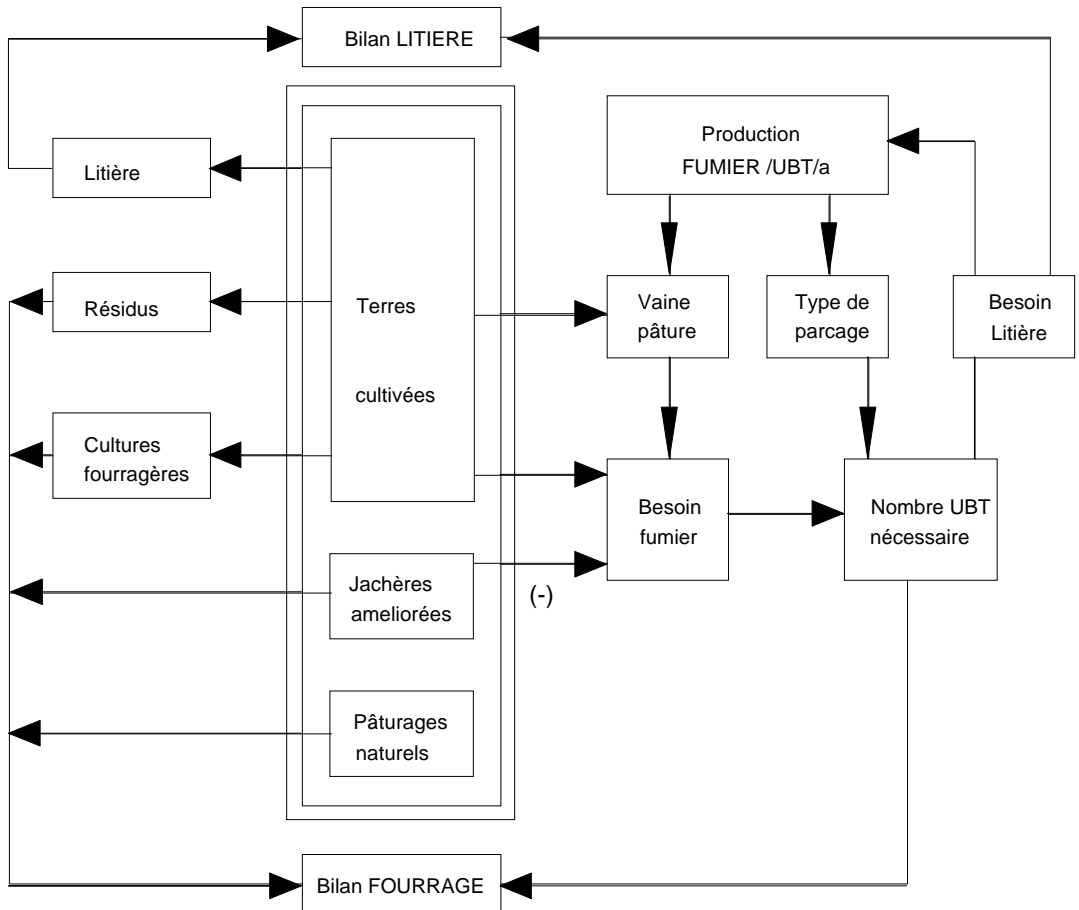 Bilan LITIERE
Production
FUMIER /UBT/a
Litière
Résidus
Terres
cultivées
Vaine
pâture
Type de
parcage
Besoin
Litière
Cultures
fourragères
Besoin
fumier
Nombre UBT
nécessaire
Jachères
ameliorées
(-)
Pâturages
naturels
Bilan FOURRAGE